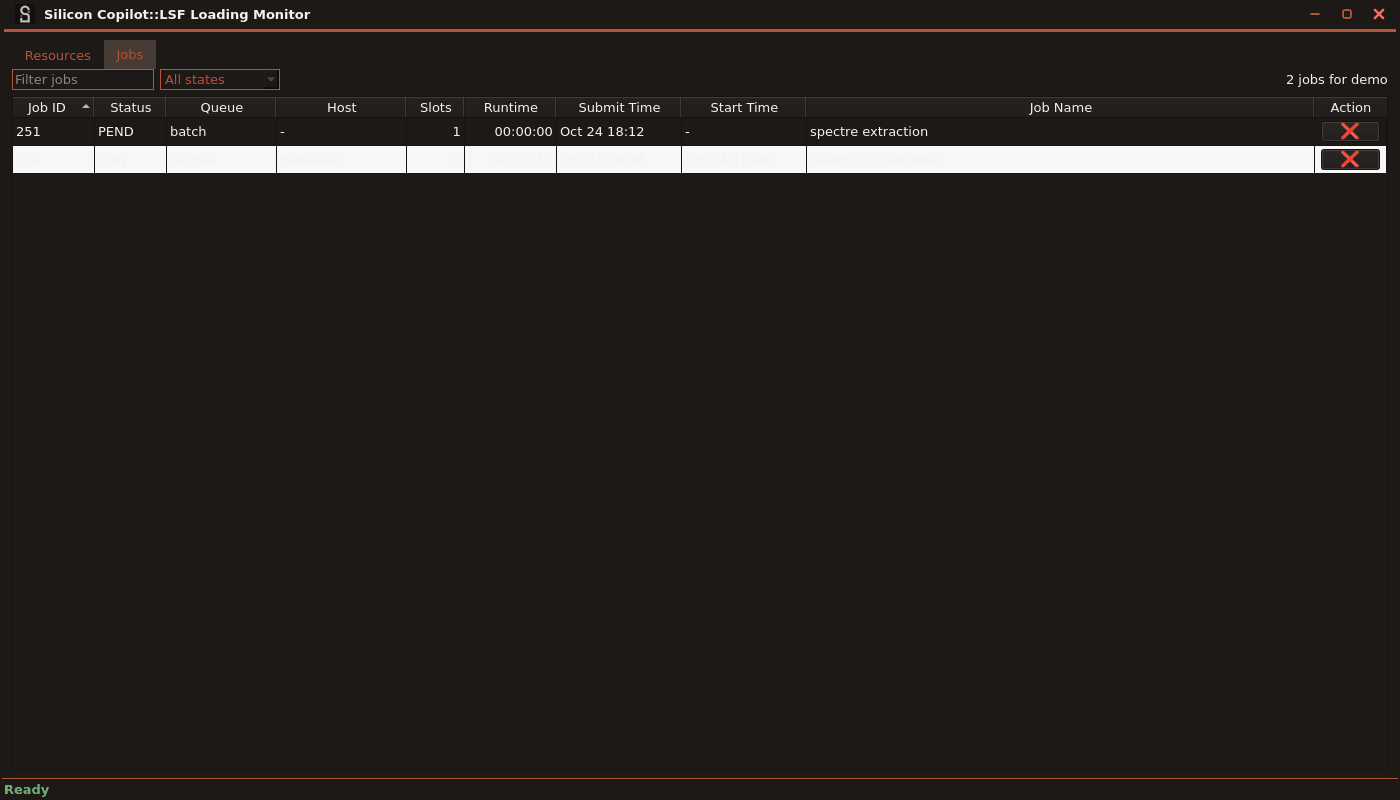 Silicon Copilot::LSF Loading Monitor
Resources Jobs
Filter jobs All states 2 jobs for demo
Job ID Status Queue Host Slots Runtime Submit Time Start Time Job Name Action
251 PEND batch - 1 00:00:00 Oct 24 18:12 - spectre extraction
Ready